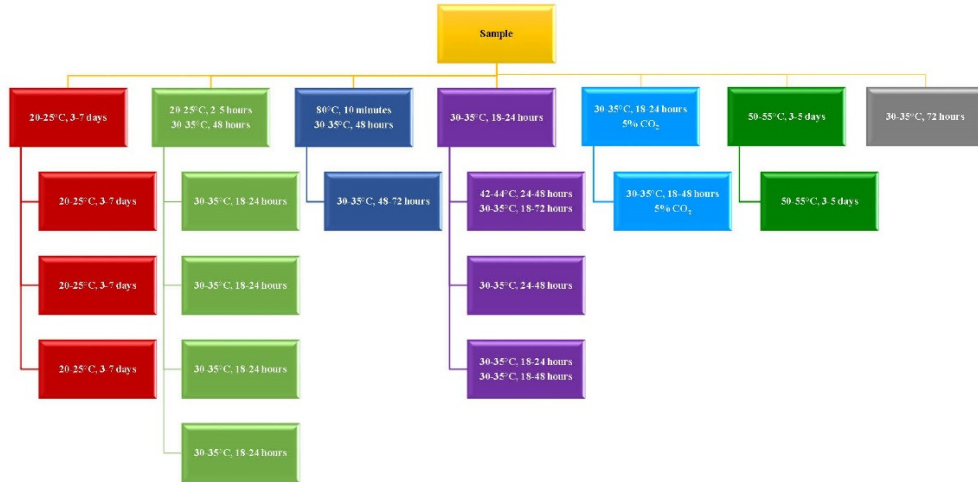 Sample
20-25°C, 3-7 days
20-25°C, 2-5 hours
30-35°C, 48 hours
80°C, 10 minutes
30-35°C, 48 hours
30-35°C, 18-24 hours
30-35°C, 18-24 hours
5% CO₂
50-55°C, 3-5 days
30-35°C, 72 hours
20-25°C, 3-7 days
30-35°C, 18-24 hours
30-35°C, 48-72 hours
42-44°C, 24-48 hours
30-35°C, 18-72 hours
30-35°C, 18-48 hours
5% CO₂
50-55°C, 3-5 days
20-25°C, 3-7 days
30-35°C, 18-24 hours
30-35°C, 24-48 hours
20-25°C, 3-7 days
30-35°C, 18-24 hours
30-35°C, 18-24 hours
30-35°C, 18-48 hours
30-35°C, 18-24 hours